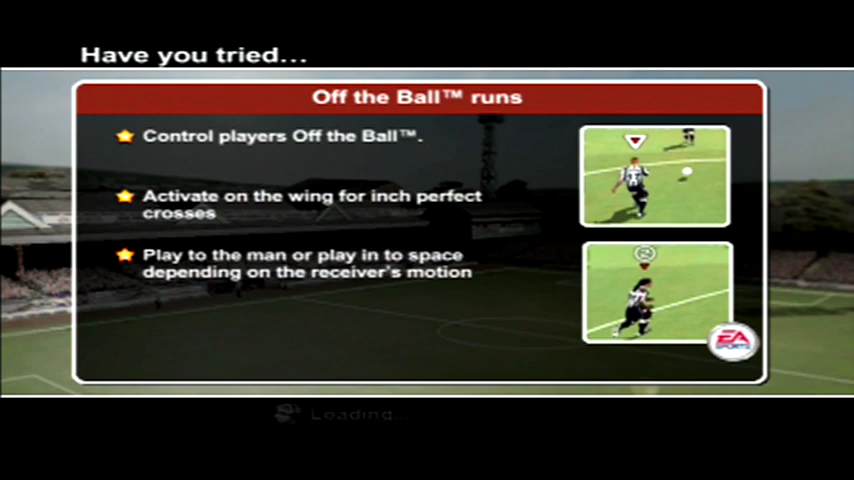 Have you tried...
Off the Ball™ runs
Control players Off the Ball™.
Activate on the wing for inch perfect
crosses
Play to the man or play in to space
depending on the receiver's motion
EA
SPORTS
Loading...